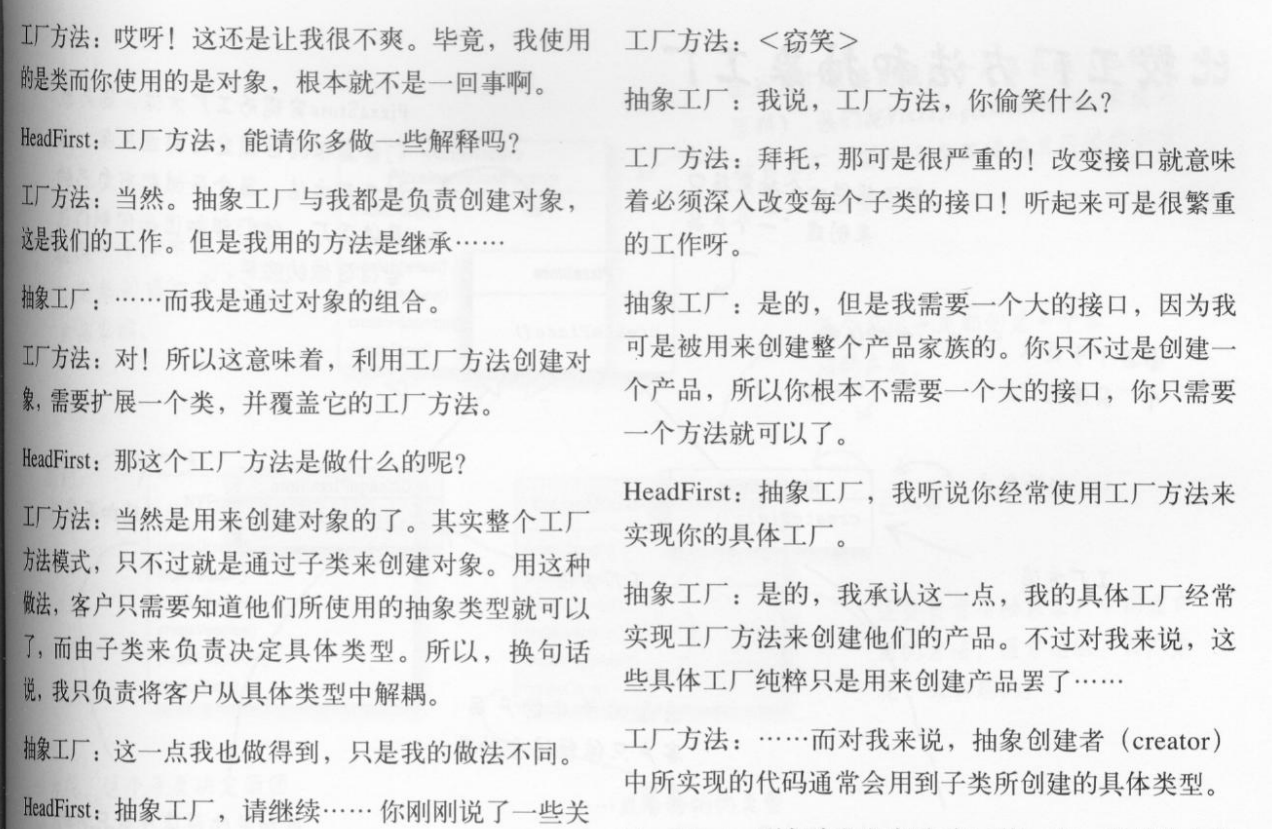 工厂方法：哎呀！这还是让我很不爽。毕竟，我使用
的是类而你使用的是对象，根本就不是一回事啊。
HeadFirst：工厂方法，能请你多做一些解释吗？
工厂方法：当然。抽象工厂与我都是负责创建对象，
这是我们的工作。但是我用的方法是继承……
抽象工厂：……而我是通过对象的组合。
工厂方法：对！所以这意味着，利用工厂方法创建对
象，需要扩展一个类，并覆盖它的工厂方法。
HeadFirst：那这个工厂方法是做什么的呢？
工厂方法：当然是用来创建对象的了。其实整个工厂
方法模式，只不过就是通过子类来创建对象。用这种
做法，客户只需要知道他们所使用的抽象类型就可以
了，而由子类来负责决定具体类型。所以，换句话
说，我只负责将客户从具体类型中解耦。
抽象工厂：这一点我也做得到，只是我的做法不同。
HeadFirst：抽象工厂，请继续…… 你刚刚说了一些关
工厂方法：＜窃笑＞
抽象工厂：我说，工厂方法，你偷笑什么？
工厂方法：拜托，那可是很严重的！改变接口就意味
着必须深入改变每个子类的接口！听起来可是很繁重
的工作呀。
抽象工厂：是的，但是我需要一个大的接口，因为我
可是被用来创建整个产品家族的。你只不过是创建一
个产品，所以你根本不需要一个大的接口，你只需要
一个方法就可以了。
HeadFirst：抽象工厂，我听说你经常使用工厂方法来
实现你的具体工厂。
抽象工厂：是的，我承认这一点，我的具体工厂经常
实现工厂方法来创建他们的产品。不过对我来说，这
些具体工厂纯粹只是用来创建产品罢了……
工厂方法：……而对我来说，抽象创建者（creator）
中所实现的代码通常会用到子类所创建的具体类型。